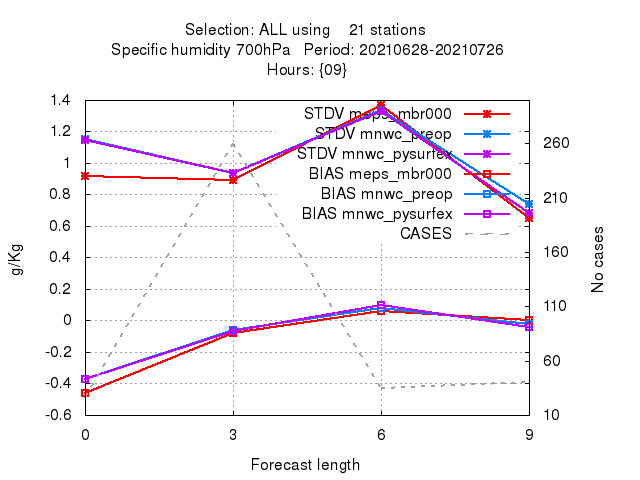 Selection: ALL using 21 stations
Specific humidity 700hPa Period: 20210628-20210726
Hours: {09}
1.4
1.2
1
0.8
0.6
0.4
0.2
0
-0.2
-0.4
-0.6
g/Kg
STDV meps_mbr000
STDV mnwc_preop
STDV mnwc_pysurfex
BIAS meps_mbr000
BIAS mnwc_preop
BIAS mnwc_pysurfex
CASES
260
210
160
110
60
10
No cases
0 3 6 9
Forecast length